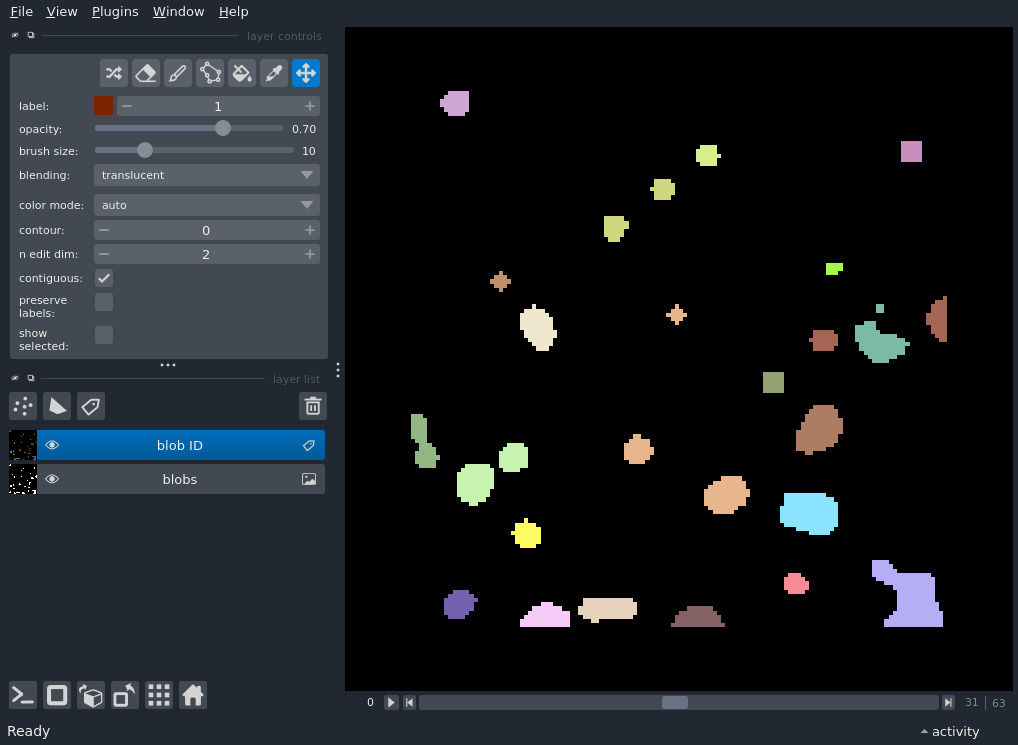 File View Plugins Window Help
layer controls
label: 1
opacity: 0.70
brush size: 10
blending: translucent
color mode: auto
contour: 0
n edit dim: 2
contiguous:
preserve
labels:
show
selected:
layer list
blob ID
blobs
0 31 | 63
Ready activity